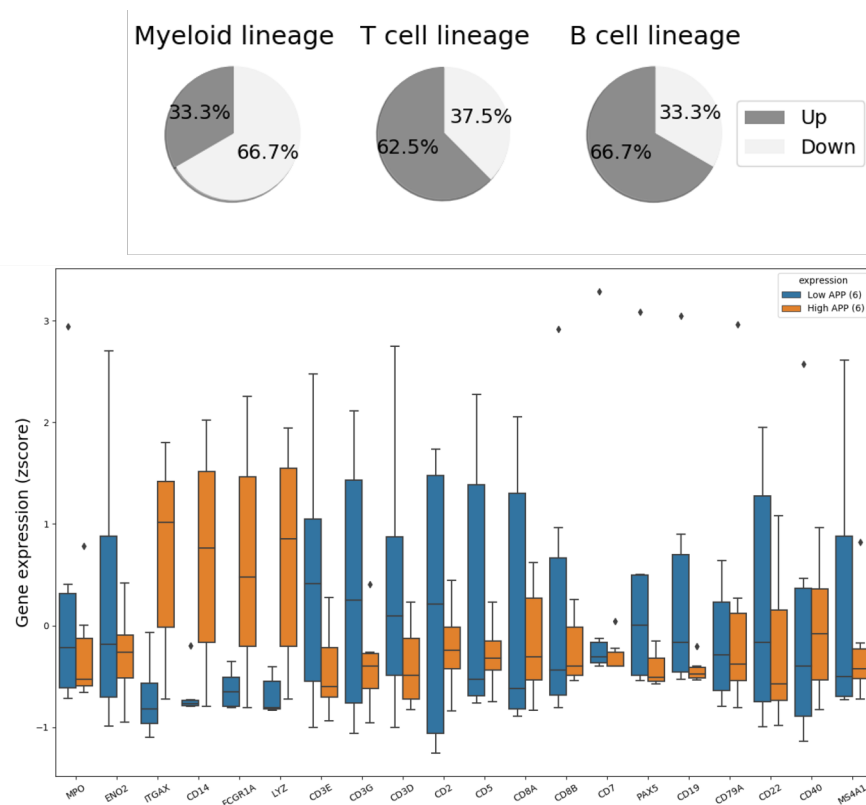 Myeloid lineage T cell lineage B cell lineage
33.3% 66.7% 62.5% 37.5% 66.7% 33.3%
Up
Down
expression
Low APP (6)
High APP (6)
Gene expression (zscore)
3
2
1
0
−1
MPO ENO2 ITGAX CD14 FCGR1A LYZ CD3E CD3G CD3D CD2 CD5 CD8A CD8B CD7 PAX5 CD19 CD79A CD22 CD40